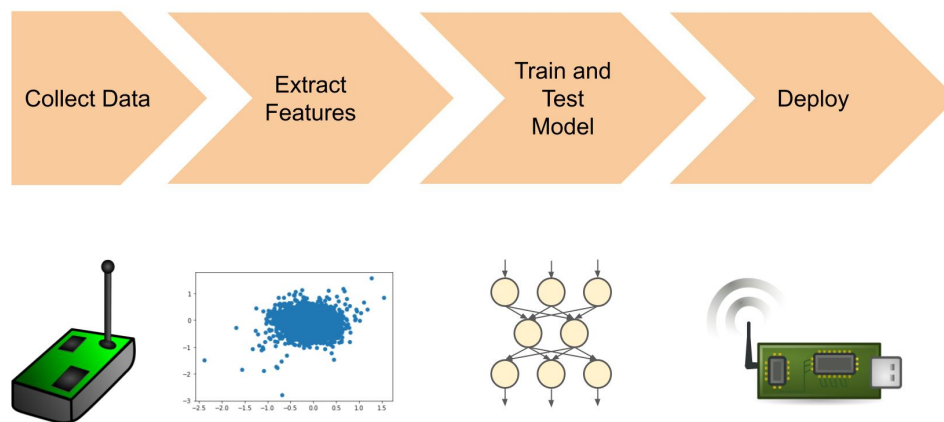 Collect Data
Extract
Features
Train and
Test
Model
Deploy
1
0
-1
-2
-3
-2.5 -2.0 -1.5 -1.0 -0.5 0.0 0.5 1.0 1.5